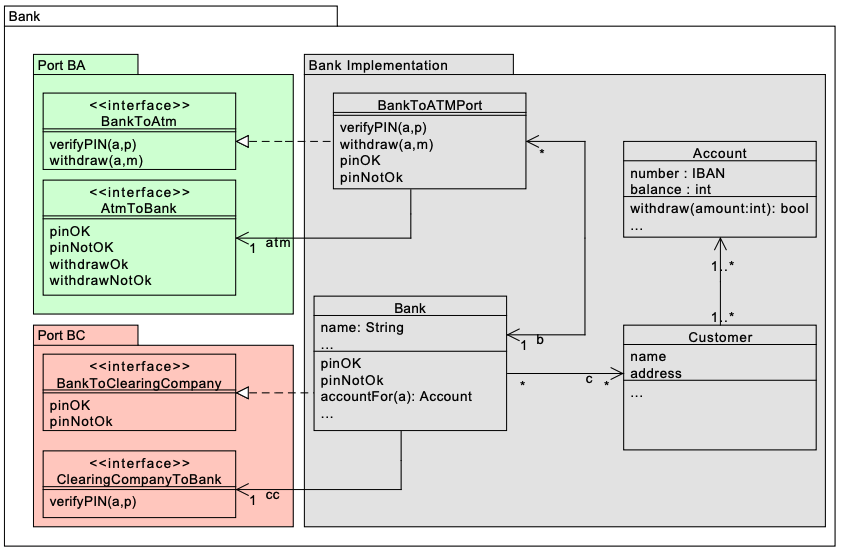 Bank
Port BA
<<interface>>
BankToAtm
verifyPIN(a,p)
withdraw(a,m)
<<interface>>
AtmToBank
pinOK
pinNotOk
withdrawOk
withdrawNotOk
Port BC
<<interface>>
BankToClearingCompany
pinOK
pinNotOk
<<interface>>
ClearingCompanyToBank
verifyPIN(a,p)
Bank Implementation
BankToATMPort
verifyPIN(a,p)
withdraw(a,m)
pinOK
pinNotOk
*
1 atm
Bank
name: String
...
pinOK
pinNotOk
accountFor(a): Account
...
1 b
* c *
1 cc
Account
number : IBAN
balance : int
withdraw(amount:int): bool
...
1..*
1..*
Customer
name
address
...